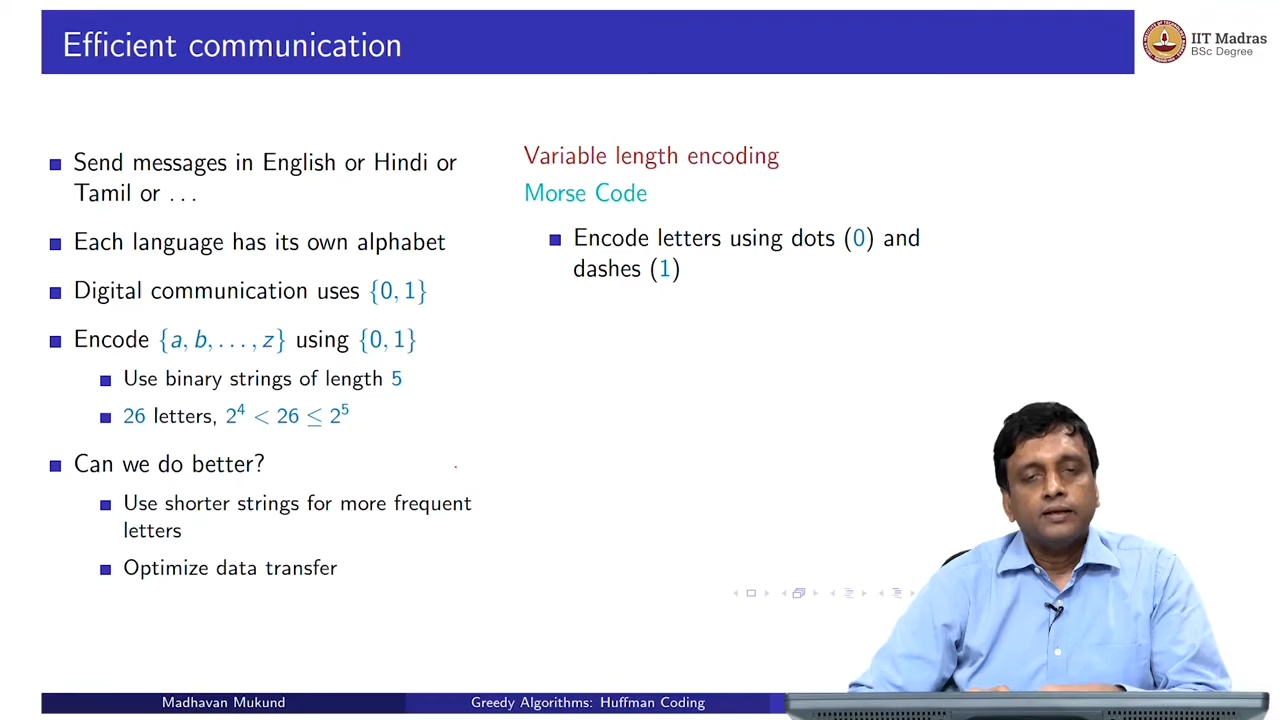 Efficient communication
IIT Madras
BSc Degree
Send messages in English or Hindi or
Tamil or . . .
Each language has its own alphabet
Digital communication uses {0, 1}
Encode {a, b, . . . , z} using {0, 1}
Use binary strings of length 5
26 letters, 2⁴ < 26 ≤ 2⁵
Can we do better?
Use shorter strings for more frequent
letters
Optimize data transfer
Variable length encoding
Morse Code
Encode letters using dots (0) and
dashes (1)
Madhavan Mukund
Greedy Algorithms: Huffman Coding